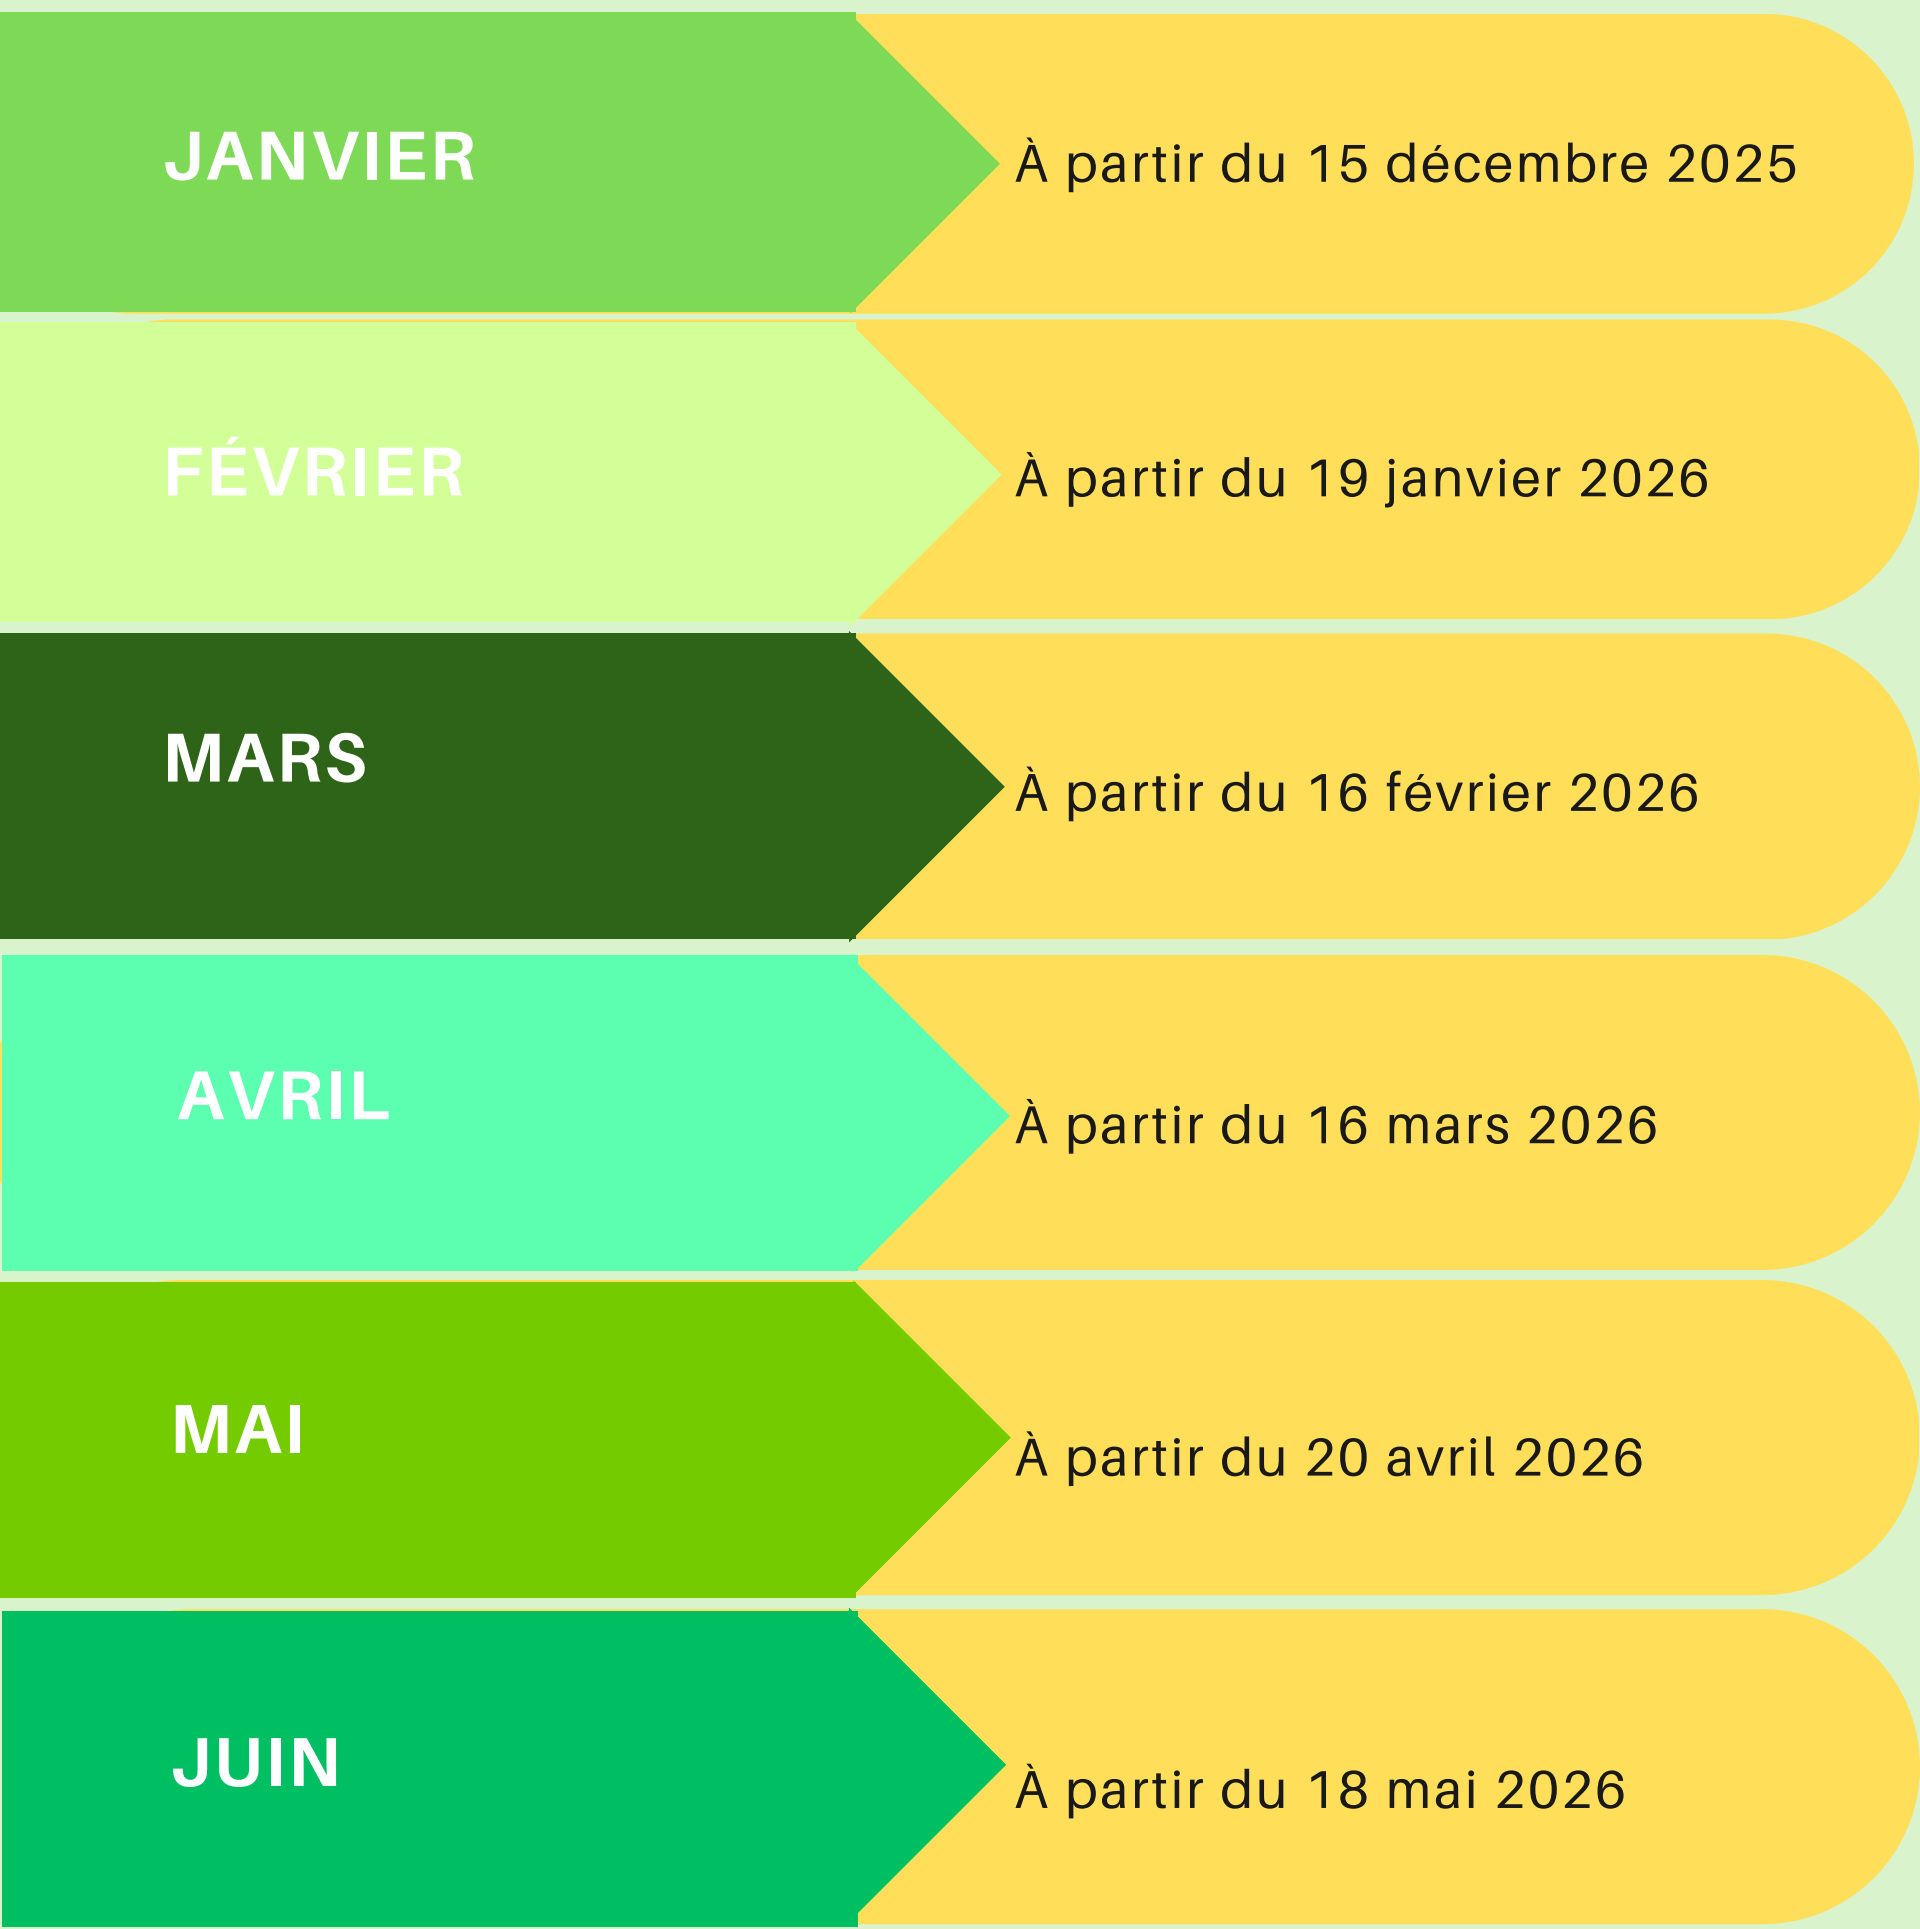 JANVIER
À partir du 15 décembre 2025
FÉVRIER
À partir du 19 janvier 2026
MARS
À partir du 16 février 2026
AVRIL
À partir du 16 mars 2026
MAI
À partir du 20 avril 2026
JUIN
À partir du 18 mai 2026